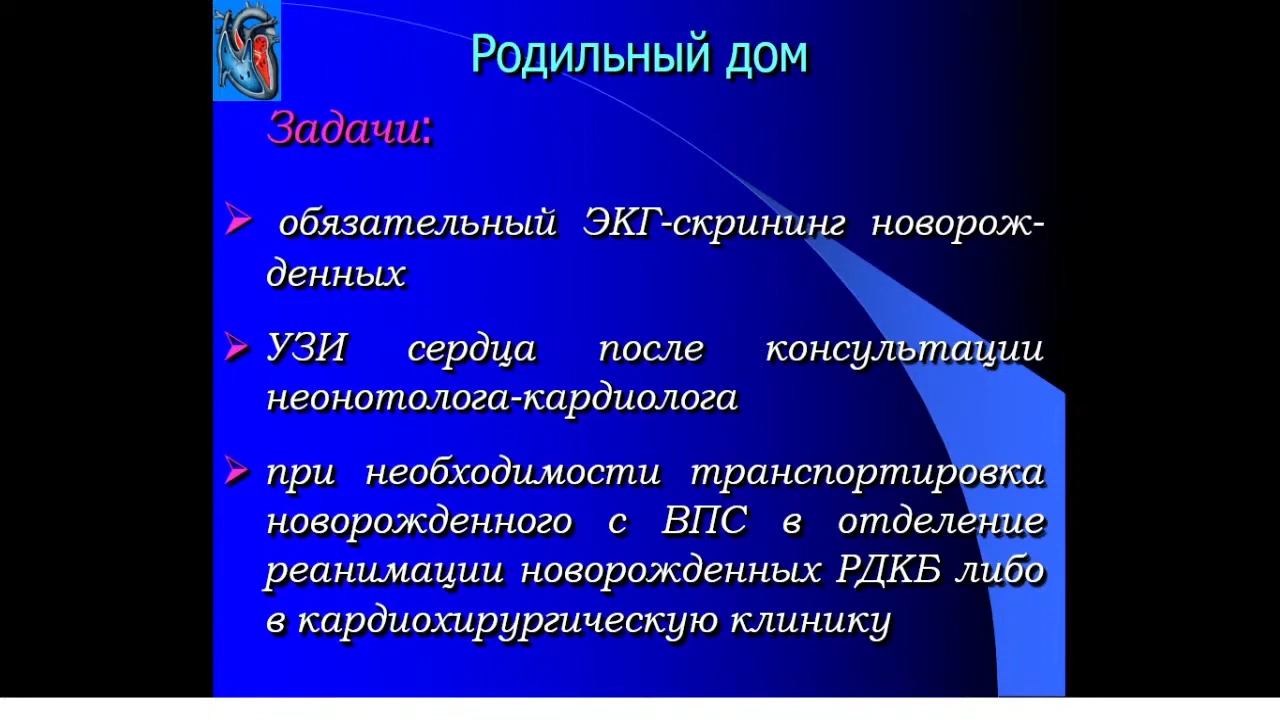 Родильный дом
Задачи:
обязательный ЭКГ-скрининг новорож-
денных
УЗИ сердца после консультации
неонотолога-кардиолога
при необходимости транспортировка
новорожденного с ВПС в отделение
реанимации новорожденных РДКБ либо
в кардиохирургическую клинику